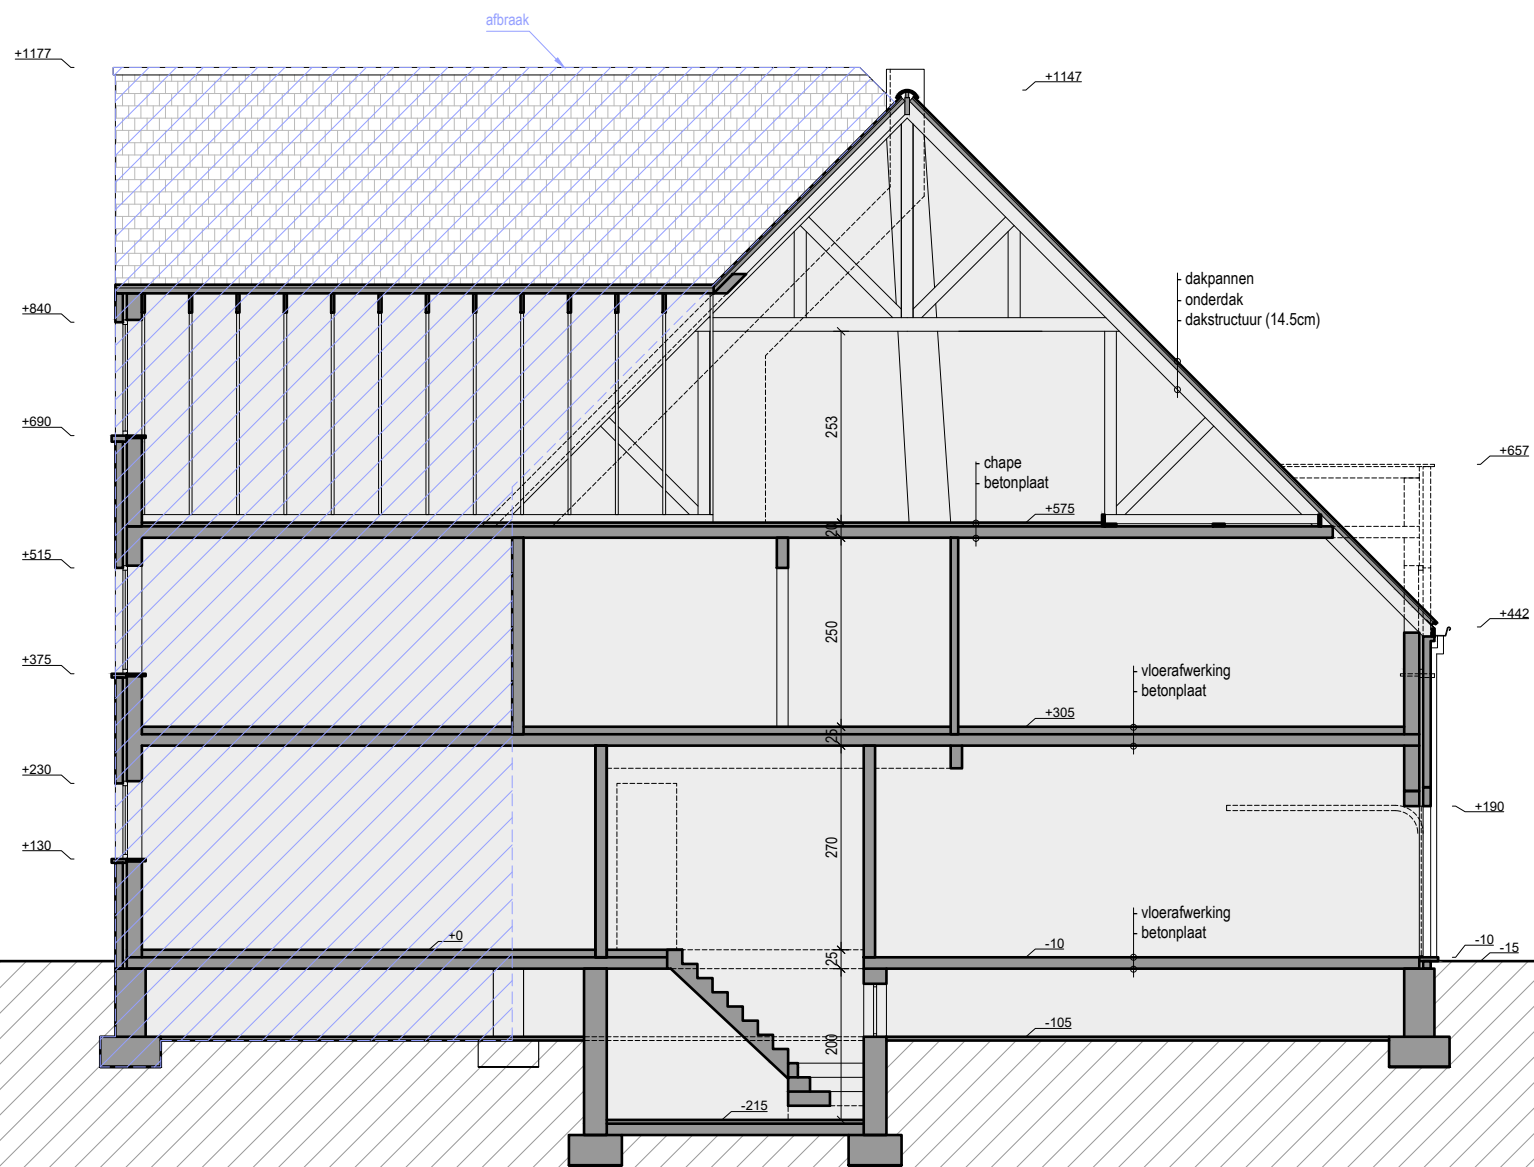 afbraak
+1177
+1147
- dakpannen
- onderdak
- dakstructuur (14.5cm)
+840
+690
253
+657
- chape
- betonplaat
+575
20
+515
+442
250
+375
- vloerafwerking
- betonplaat
+305
25
+230
+190
+130
270
- vloerafwerking
- betonplaat
+0
-10
-10
-15
25
-105
200
-215